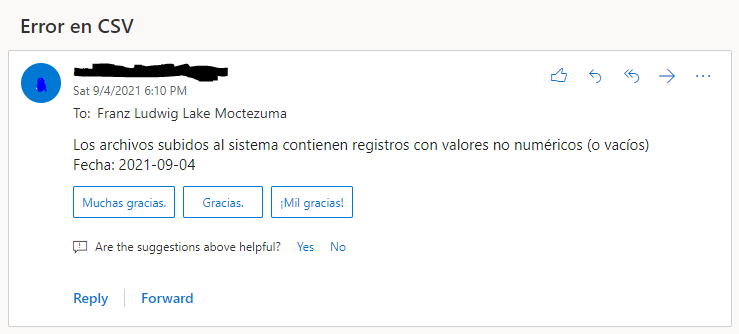 Error en CSV
Sat 9/4/2021 6:10 PM
To: Franz Ludwig Lake Moctezuma
Los archivos subidos al sistema contienen registros con valores no numéricos (o vacíos)
Fecha: 2021-09-04
Muchas gracias. Gracias. ¡Mil gracias!
Are the suggestions above helpful? Yes No
Reply Forward